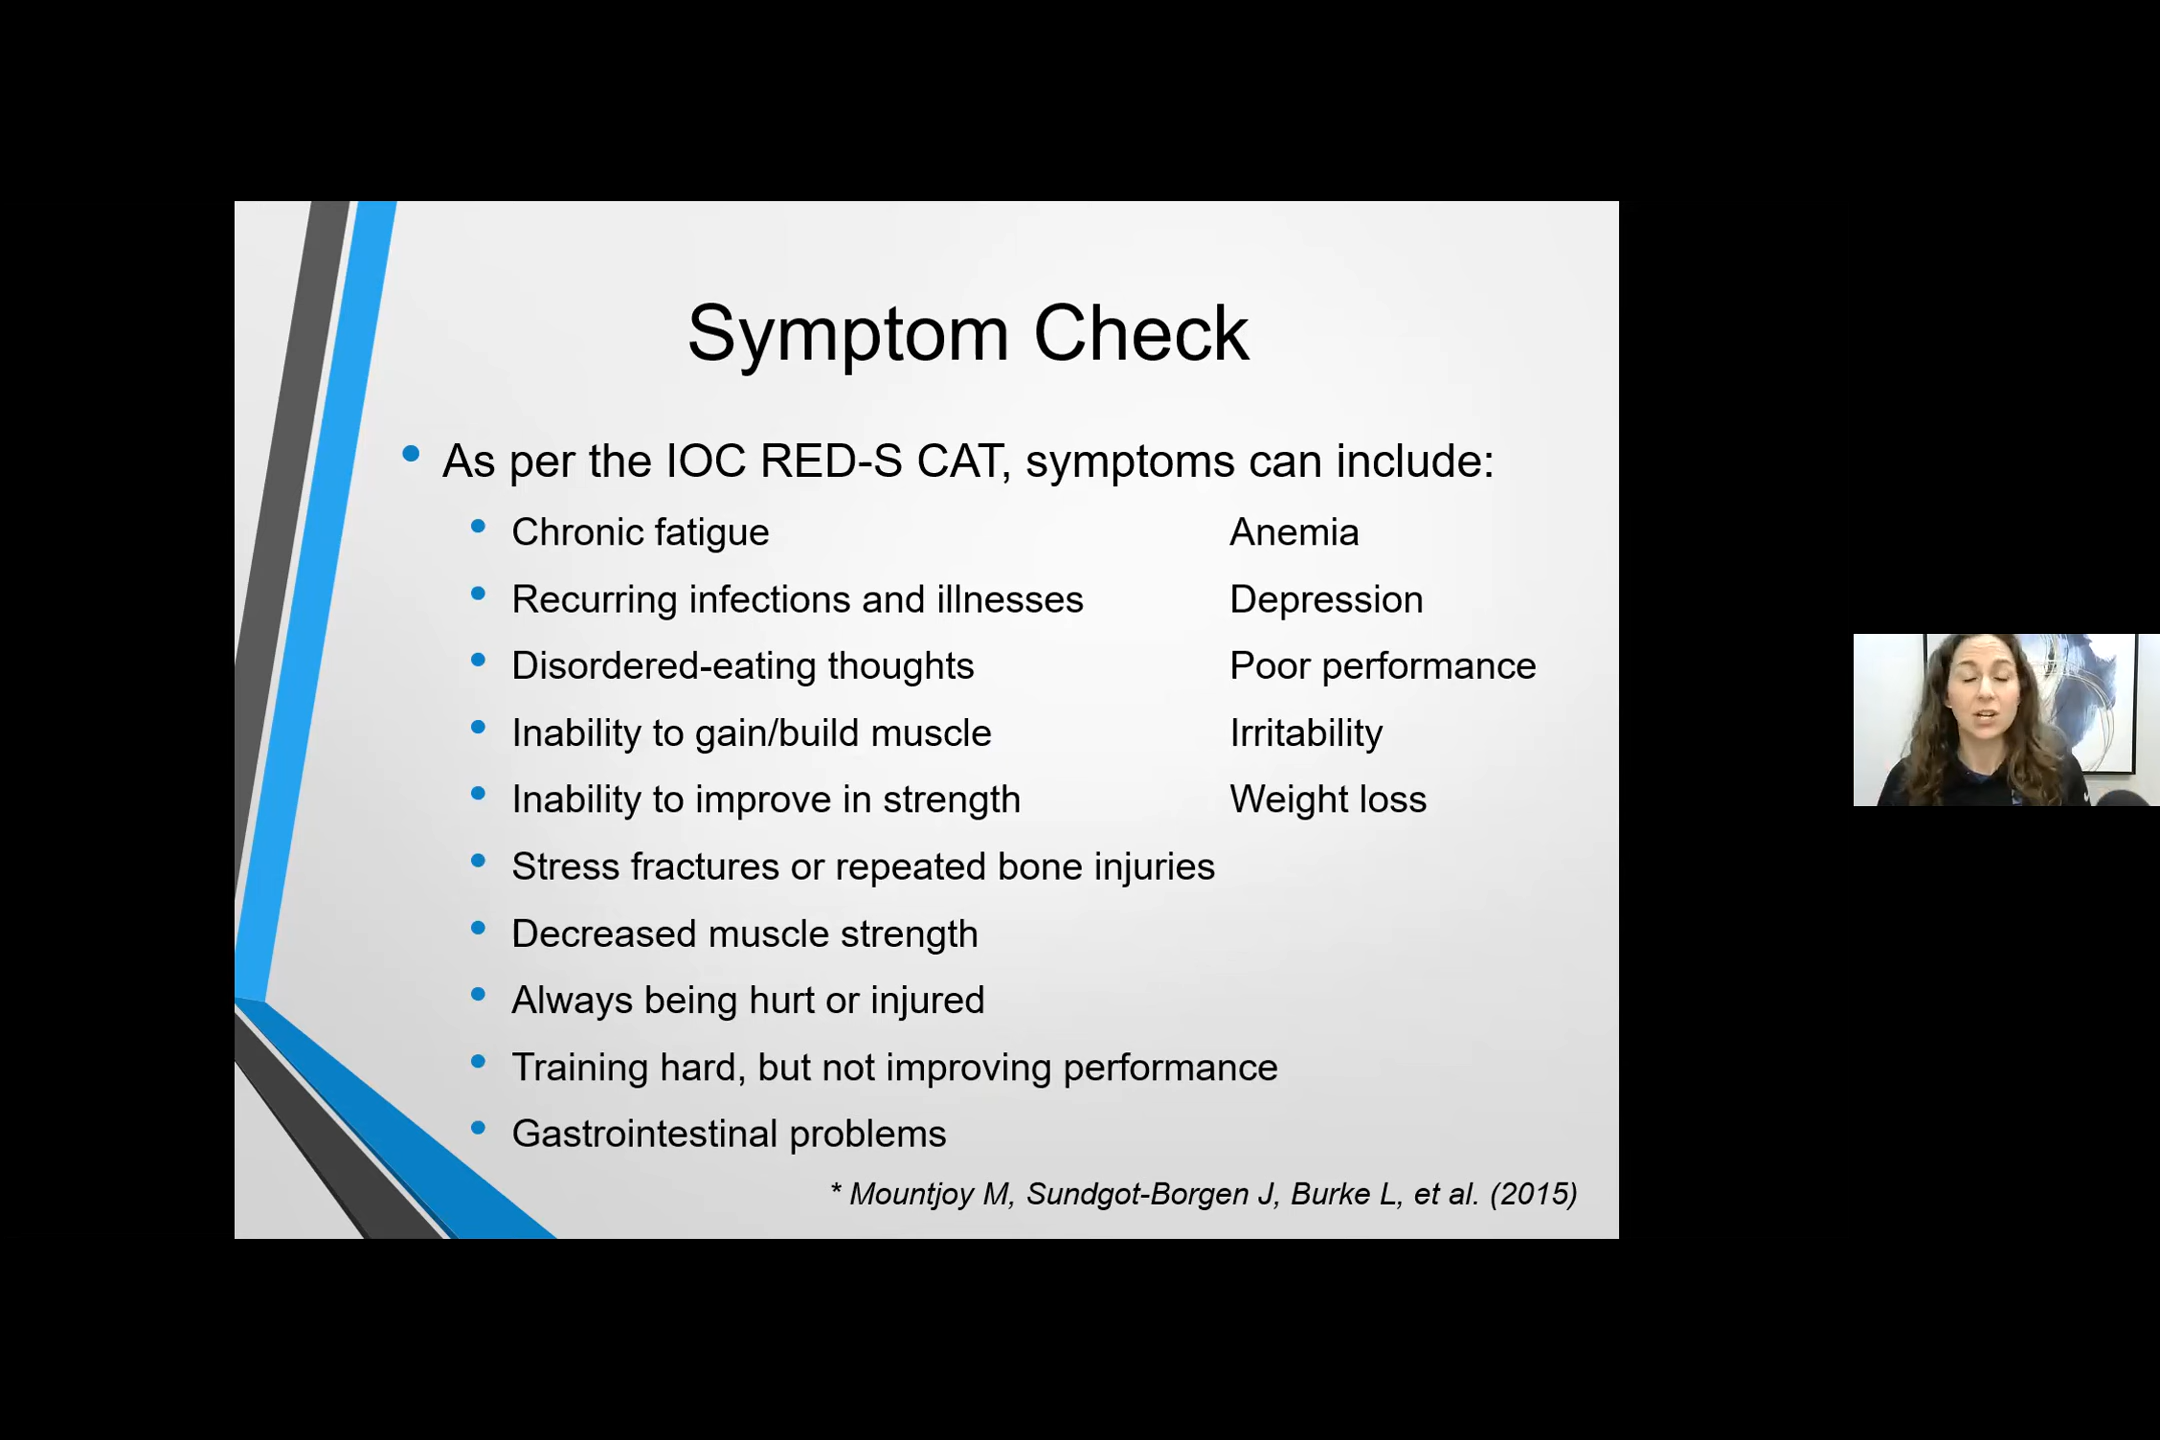 Symptom Check
• As per the IOC RED-S CAT, symptoms can include:
• Chronic fatigue Anemia
• Recurring infections and illnesses Depression
• Disordered-eating thoughts Poor performance
• Inability to gain/build muscle Irritability
• Inability to improve in strength Weight loss
• Stress fractures or repeated bone injuries
• Decreased muscle strength
• Always being hurt or injured
• Training hard, but not improving performance
• Gastrointestinal problems
* Mountjoy M, Sundgot-Borgen J, Burke L, et al. (2015)